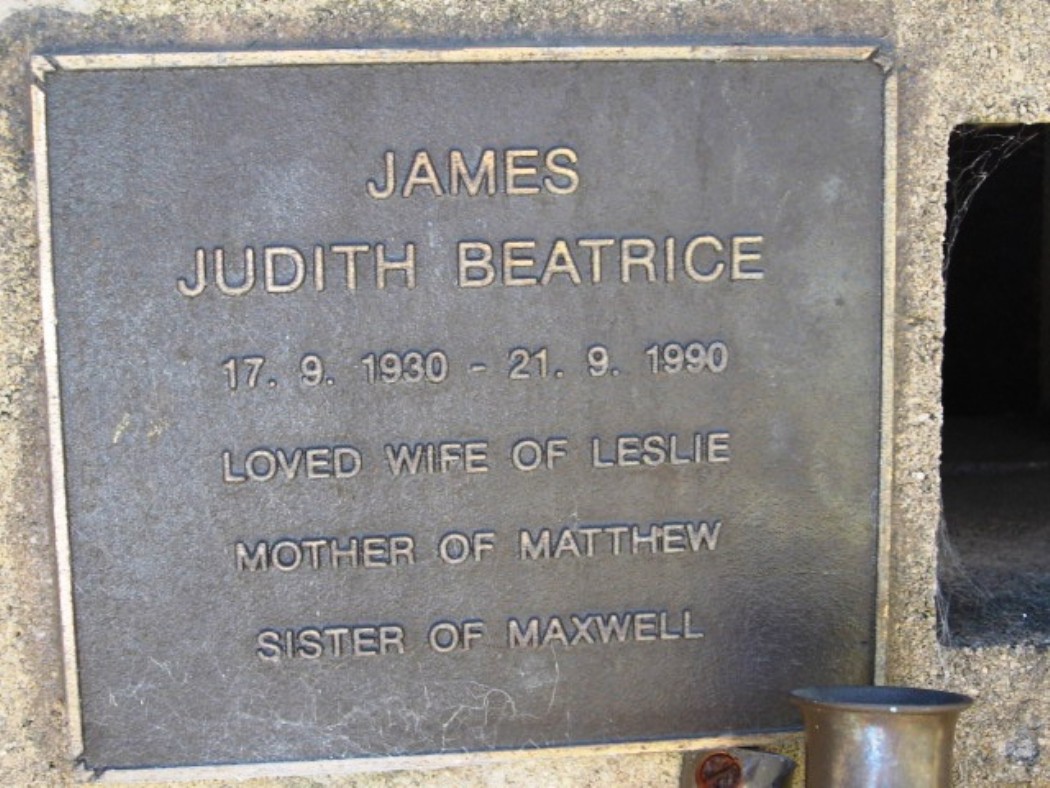 JAMES
JUDITH BEATRICE
17. 9. 1930 - 21. 9. 1990
LOVED WIFE OF LESLIE
MOTHER OF MATTHEW
SISTER OF MAXWELL